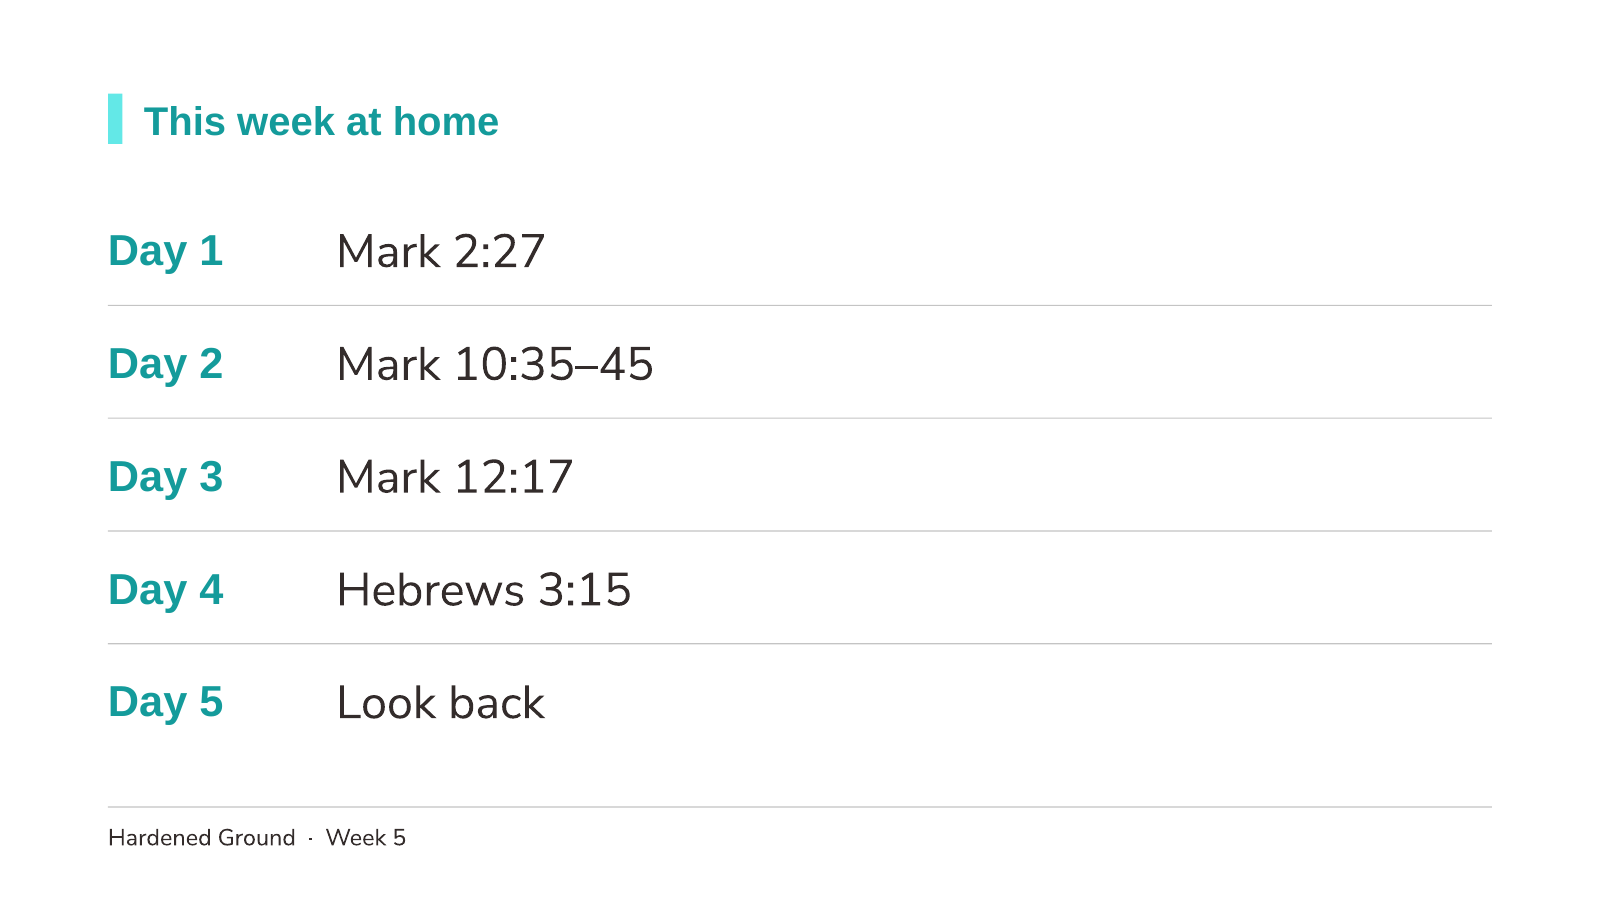 This week at home
Day 1 Mark 2:27
Day 2 Mark 10:35–45
Day 3 Mark 12:17
Day 4 Hebrews 3:15
Day 5 Look back
Hardened Ground · Week 5